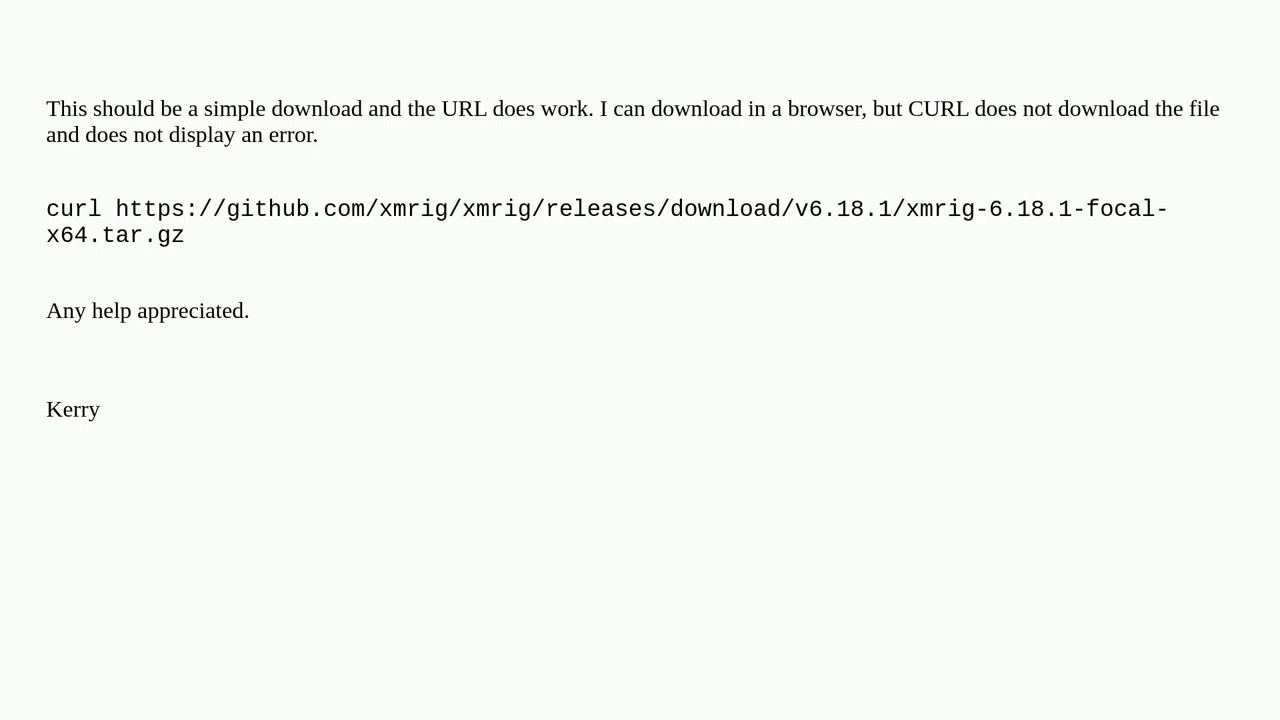 This should be a simple download and the URL does work. I can download in a browser, but CURL does not download the file
and does not display an error.
curl https://github.com/xmrig/xmrig/releases/download/v6.18.1/xmrig-6.18.1-focal-
x64.tar.gz
Any help appreciated.
Kerry